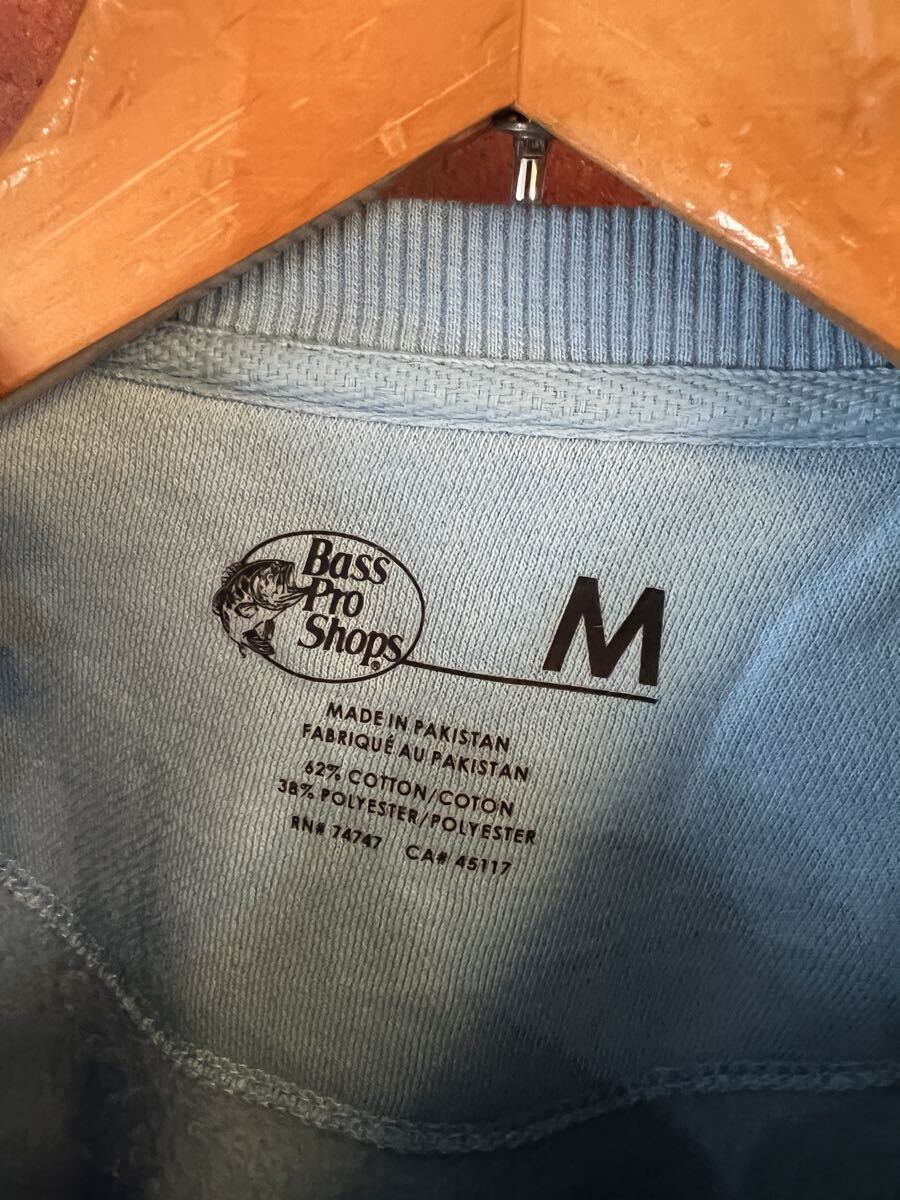 Bass
Pro
Shops®
M
MADE IN PAKISTAN
FABRIQUÉ AU PAKISTAN
62% COTTON/COTON
38% POLYESTER/POLYESTER
RN# 74747 CA# 45117